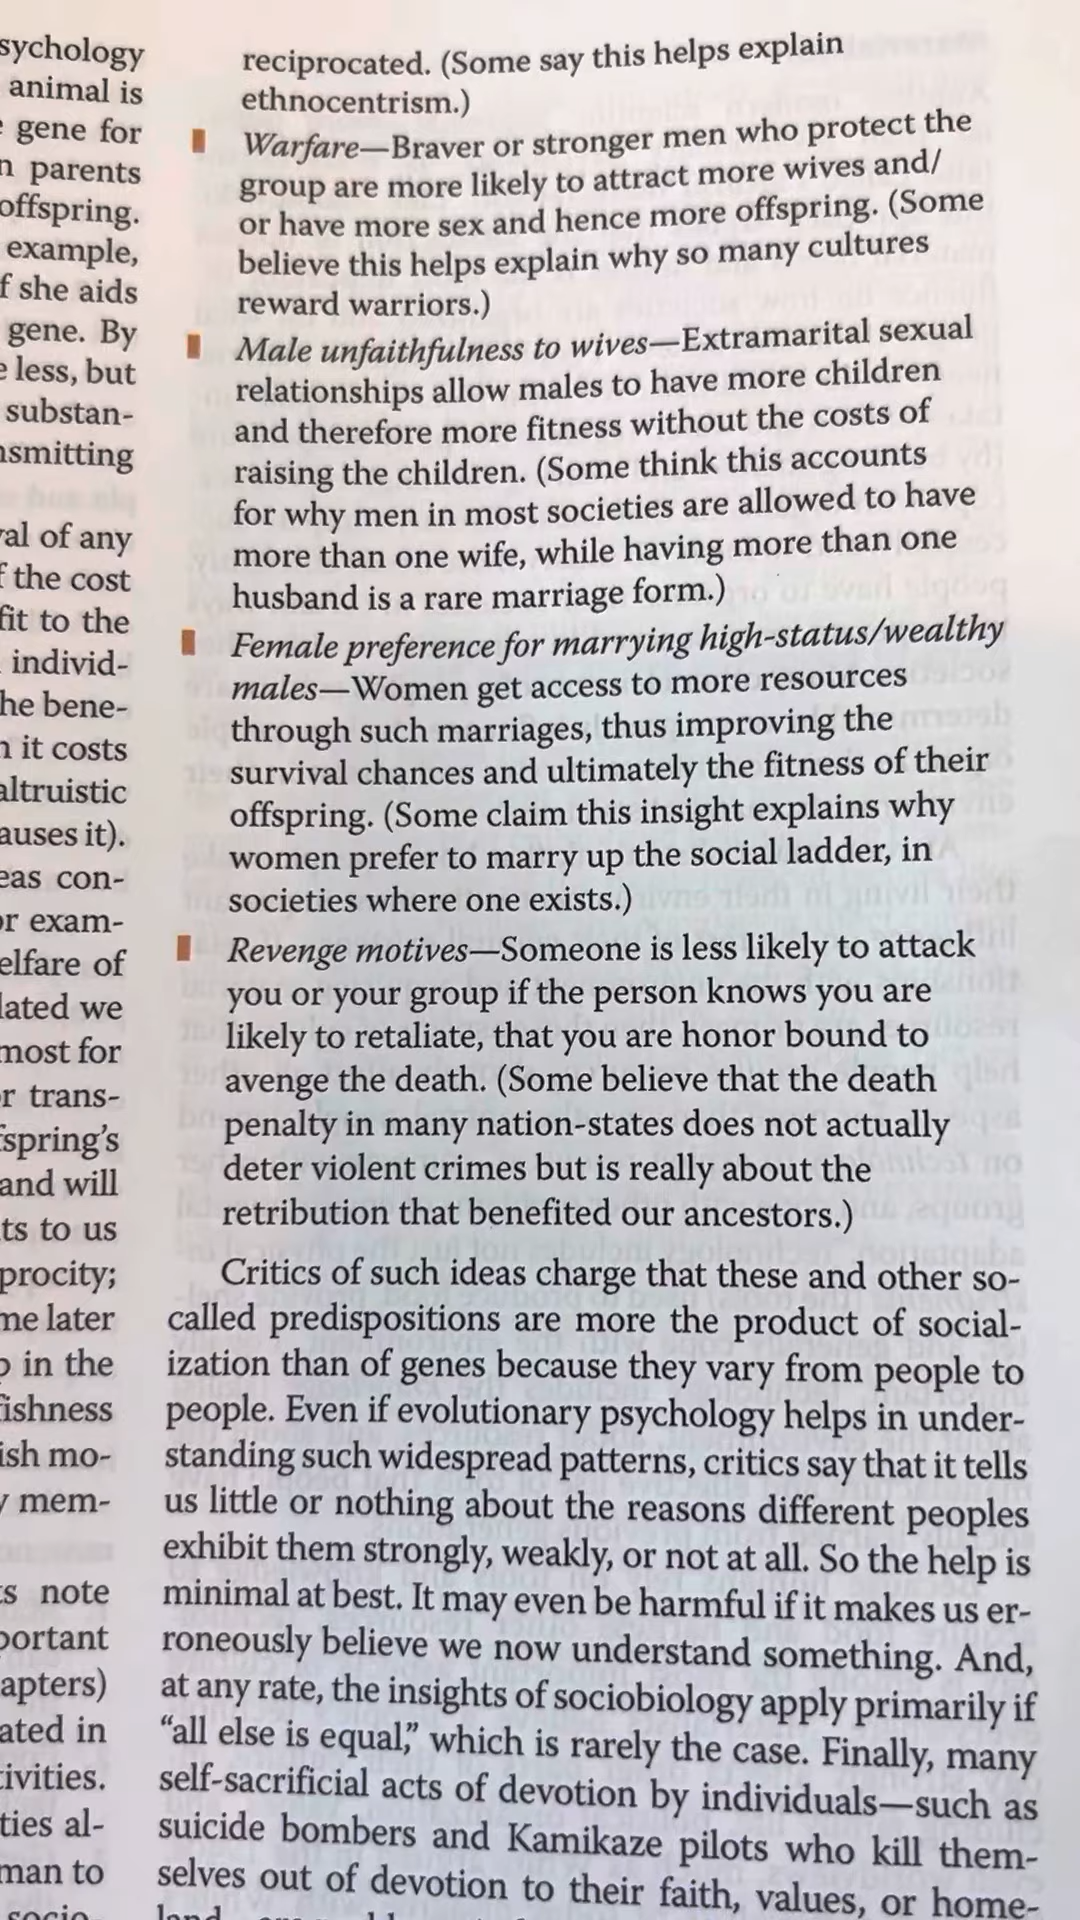 sychology
animal is
gene for
n parents
offspring.
example,
f she aids
gene. By
e less, but
substan-
nsmitting
al of any
f the cost
fit to the
individ-
he bene-
n it costs
altruistic
auses it).
eas con-
or exam-
elfare of
lated we
most for
r trans-
fspring's
and will
ts to us
procity;
me later
p in the
fishness
ish mo-
y mem-
s note
portant
apters)
ated in
tivities.
ties al-
man to
socio-
reciprocated. (Some say this helps explain
ethnocentrism.)
Warfare—Braver or stronger men who protect the
group are more likely to attract more wives and/
or have more sex and hence more offspring. (Some
believe this helps explain why so many cultures
reward warriors.)
Male unfaithfulness to wives—Extramarital sexual
relationships allow males to have more children
and therefore more fitness without the costs of
raising the children. (Some think this accounts
for why men in most societies are allowed to have
more than one wife, while having more than one
husband is a rare marriage form.)
Female preference for marrying high-status/wealthy
males—Women get access to more resources
through such marriages, thus improving the
survival chances and ultimately the fitness of their
offspring. (Some claim this insight explains why
women prefer to marry up the social ladder, in
societies where one exists.)
Revenge motives—Someone is less likely to attack
you or your group if the person knows you are
likely to retaliate, that you are honor bound to
avenge the death. (Some believe that the death
penalty in many nation-states does not actually
deter violent crimes but is really about the
retribution that benefited our ancestors.)
Critics of such ideas charge that these and other so-
called predispositions are more the product of social-
ization than of genes because they vary from people to
people. Even if evolutionary psychology helps in under-
standing such widespread patterns, critics say that it tells
us little or nothing about the reasons different peoples
exhibit them strongly, weakly, or not at all. So the help is
minimal at best. It may even be harmful if it makes us er-
roneously believe we now understand something. And,
at any rate, the insights of sociobiology apply primarily if
“all else is equal,” which is rarely the case. Finally, many
self-sacrificial acts of devotion by individuals—such as
suicide bombers and Kamikaze pilots who kill them-
selves out of devotion to their faith, values, or home-